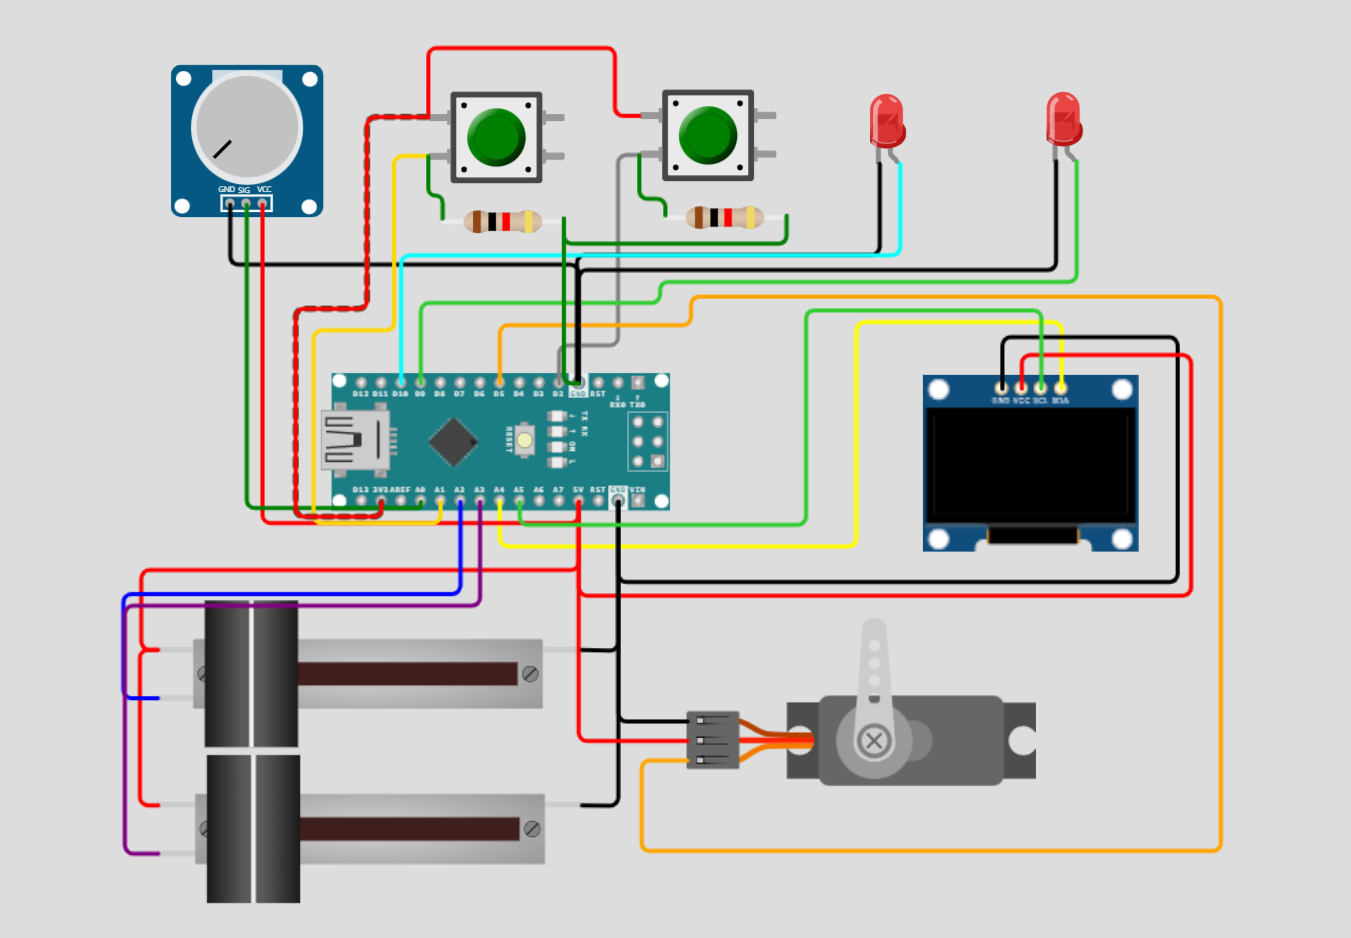 GND SIG VCC
D12 D11 D10 D9 D8 D7 D6 D5 D4 D3 D2 GND RST RX0 TX0
RESET
TX RX
ON L
D13 3V3 AREF A0 A1 A2 A3 A4 A5 A6 A7 5V RST GND VIN
GND VCC SCL SDA